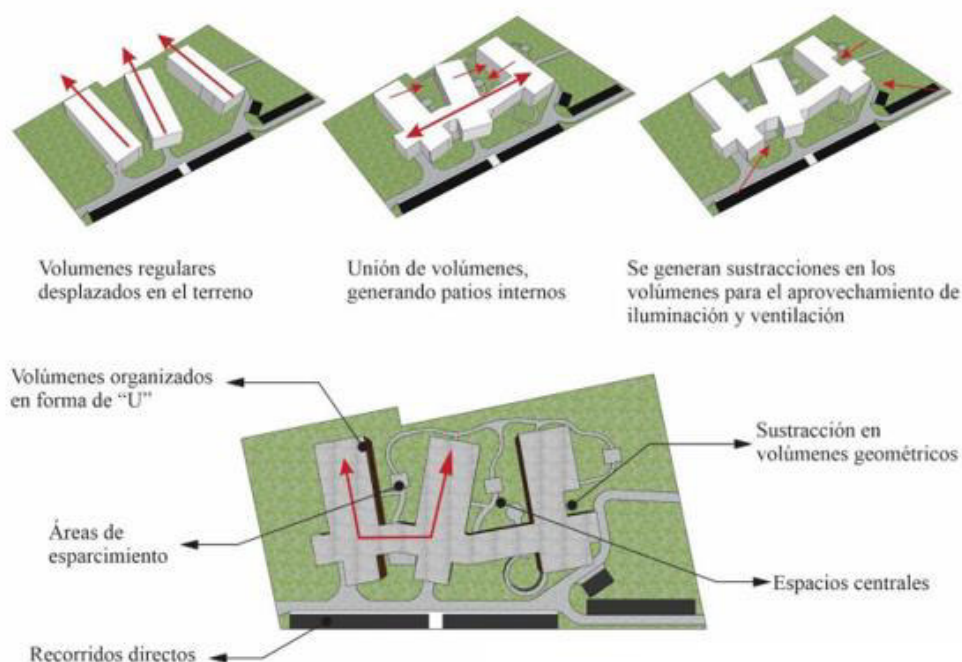 Volumenes regulares
desplazados en el terreno
Unión de volúmenes,
generando patios internos
Se generan sustracciones en los
volúmenes para el aprovechamiento de
iluminación y ventilación
Volúmenes organizados
en forma de “U”
Sustracción en
volúmenes geométricos
Áreas de
esparcimiento
Espacios centrales
Recorridos directos